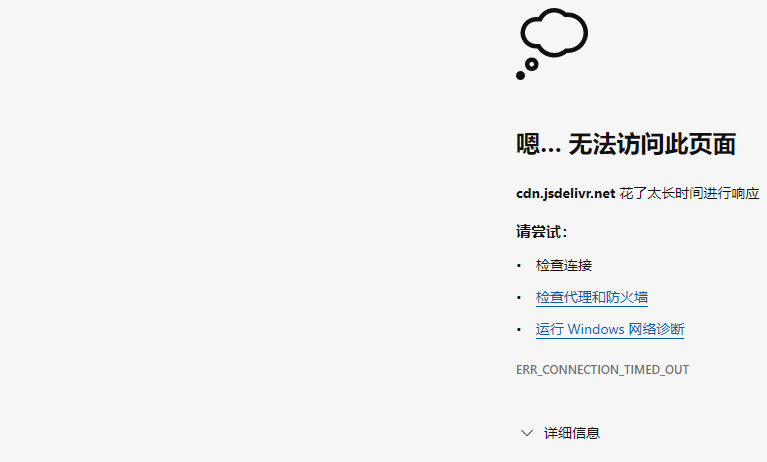 嗯… 无法访问此页面
cdn.jsdelivr.net 花了太长时间进行响应
请尝试：
• 检查连接
• 检查代理和防火墙
• 运行 Windows 网络诊断
ERR_CONNECTION_TIMED_OUT
详细信息